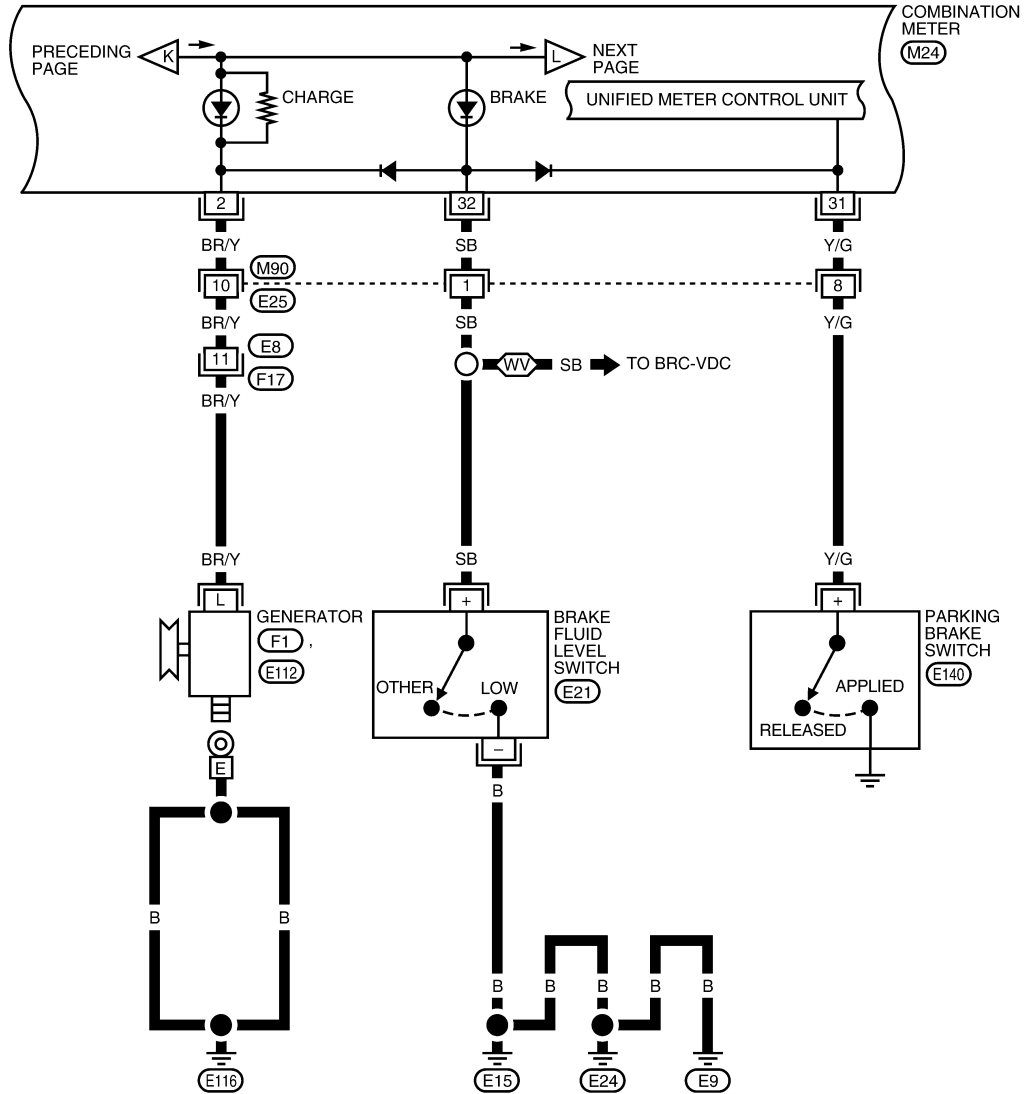 COMBINATION
METER
M24
PRECEDING
PAGE
K
L
NEXT
PAGE
CHARGE
BRAKE
UNIFIED METER CONTROL UNIT
2
32
31
BR/Y
SB
Y/G
10
M90
E25
1
8
BR/Y
SB
Y/G
11
E8
F17
WV
SB
TO BRC-VDC
BR/Y
BR/Y
SB
Y/G
L
+
+
GENERATOR
F1 ,
E112
BRAKE
FLUID
LEVEL
SWITCH
E21
OTHER
LOW
PARKING
BRAKE
SWITCH
E140
APPLIED
RELEASED
–
E
B
B
B
B
B
B
B
B
E116
E15
E24
E9